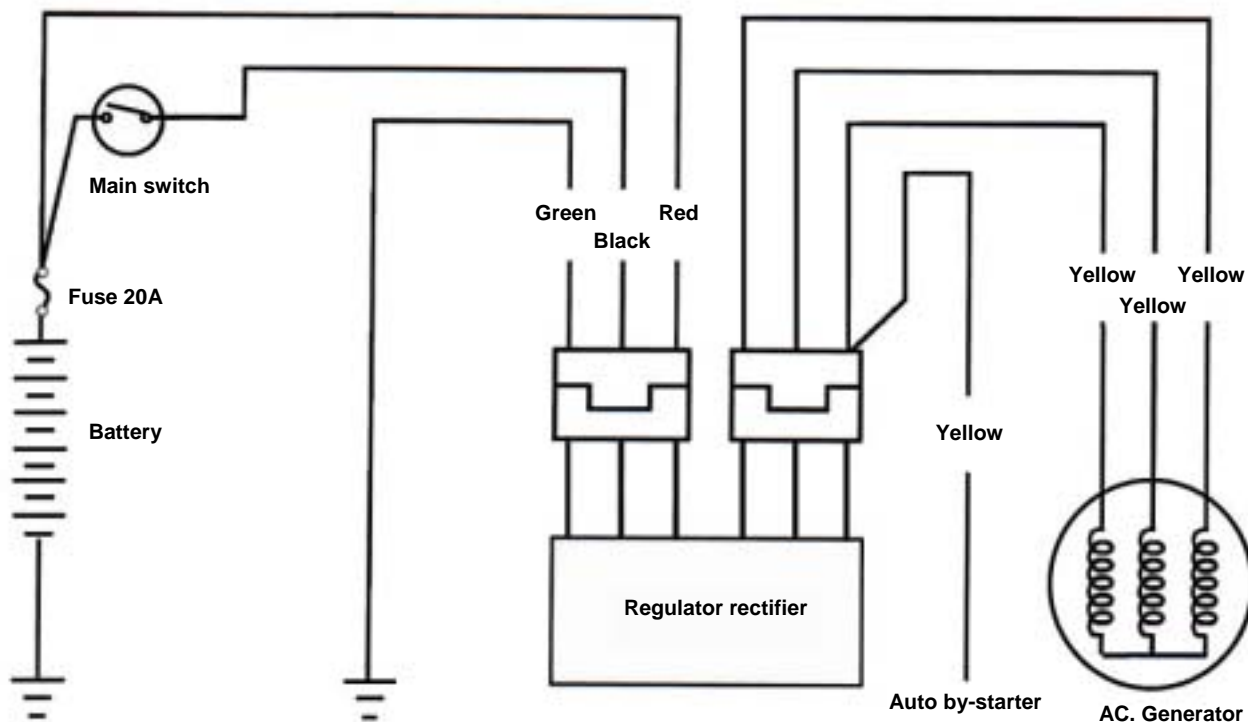 Main switch
Green
Red
Black
Fuse 20A
Yellow
Yellow
Yellow
Battery
Yellow
Regulator rectifier
Auto by-starter
AC. Generator